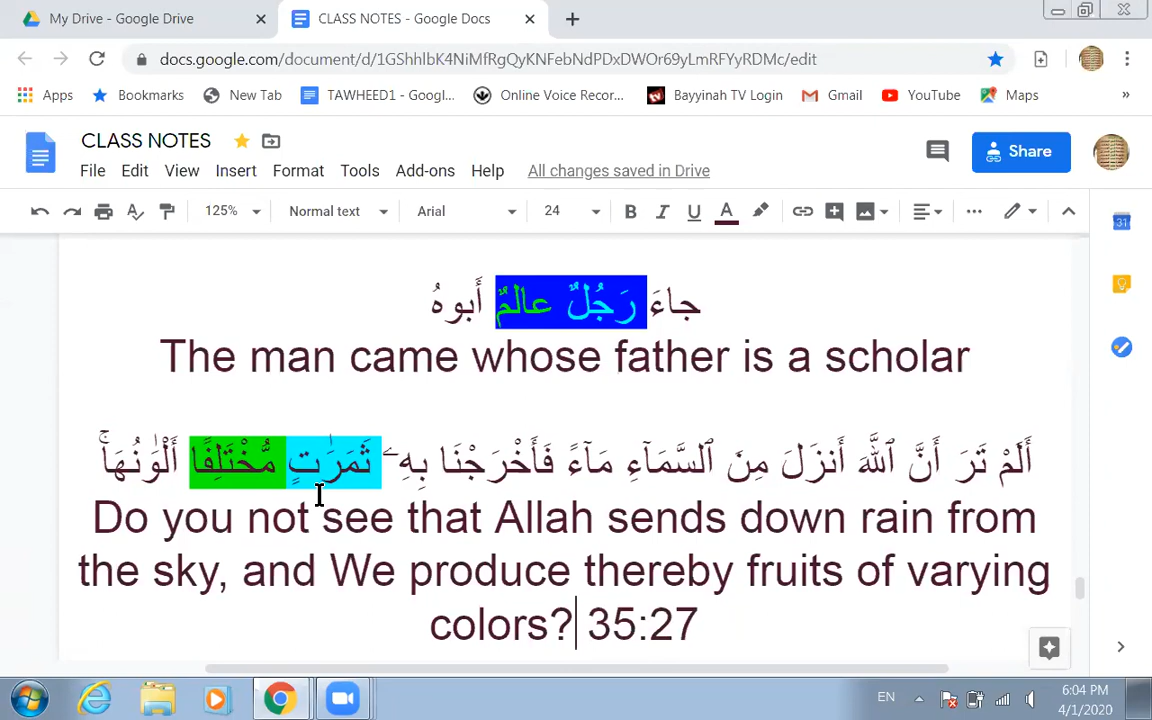 My Drive - Google Drive
CLASS NOTES - Google Docs
docs.google.com/document/d/1GShhlbK4NiMfRgQyKNFebNdPDxDWOr69yLmRFYyRDMc/edit
Apps Bookmarks New Tab TAWHEED1 - Googl... Online Voice Recor... Bayyinah TV Login Gmail YouTube Maps »
CLASS NOTES
File Edit View Insert Format Tools Add-ons Help All changes saved in Drive
Share
125% Normal text Arial 24 B I U A
31
جاءَ رَجُلٌ عالمٌ أَبوهُ
The man came whose father is a scholar
أَلَمْ تَرَ أَنَّ ٱللَّهَ أَنزَلَ مِنَ ٱلسَّمَآءِ مَآءً فَأَخْرَجْنَا بِهِۦ ثَمَرَٰتٍ مُّخْتَلِفًا أَلْوَٰنُهَاۚ
Do you not see that Allah sends down rain from
the sky, and We produce thereby fruits of varying
colors? 35:27
EN
6:04 PM
4/1/2020